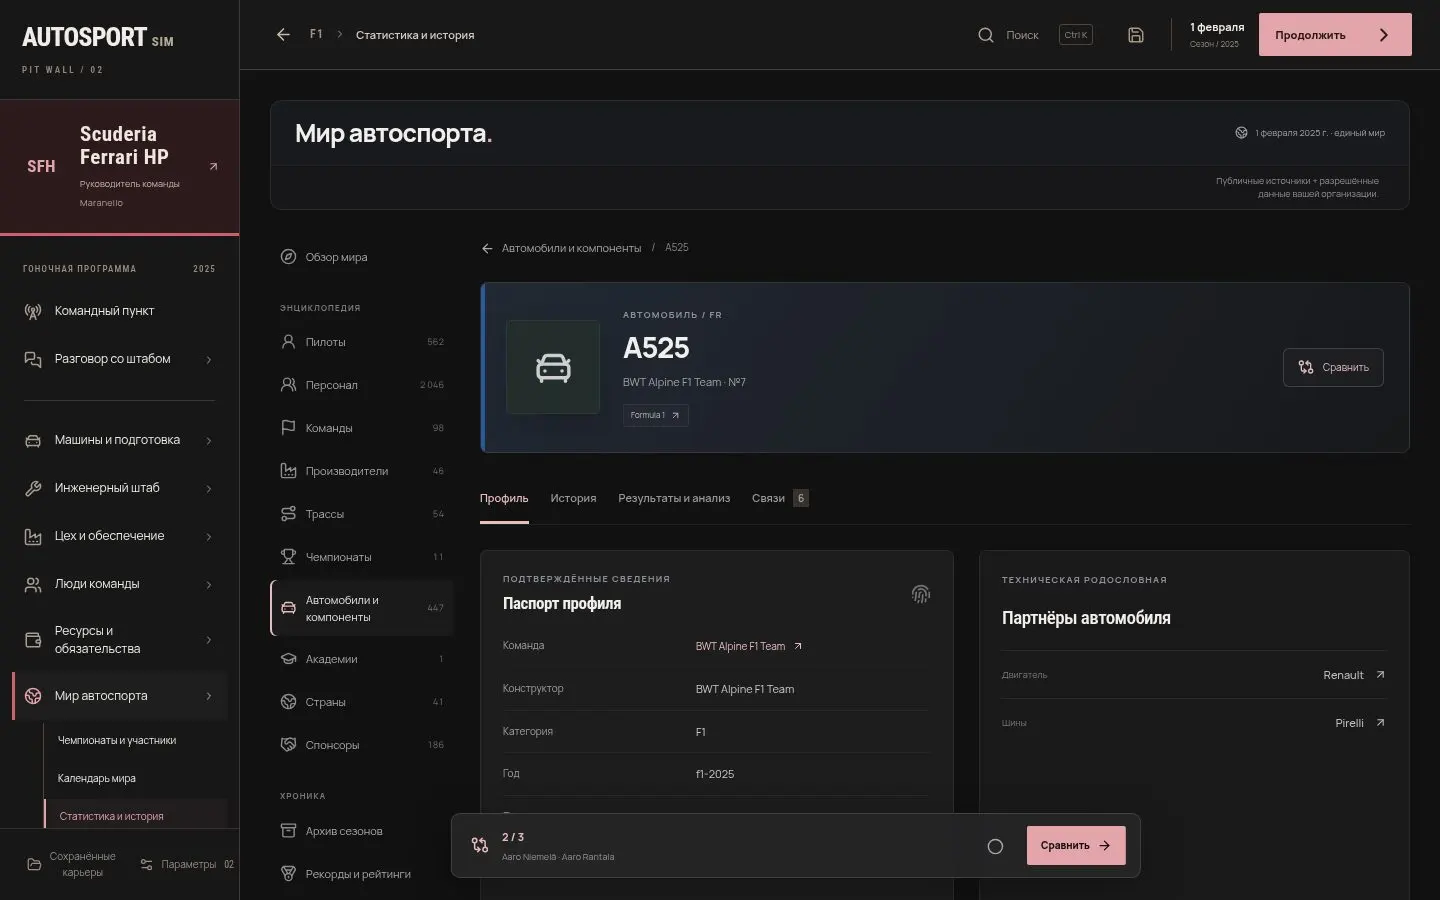 AUTOSPORT SIM
PIT WALL / 02
SFH
Scuderia
Ferrari HP
Руководитель команды
Maranello
ГОНОЧНАЯ ПРОГРАММА 2025
Командный пункт
Разговор со штабом
Машины и подготовка
Инженерный штаб
Цех и обеспечение
Люди команды
Ресурсы и
обязательства
Мир автоспорта
Чемпионаты и участники
Календарь мира
Статистика и история
Сохранённые
карьеры
Параметры 02
F1 Статистика и история
Поиск Ctrl K
1 февраля
Сезон / 2025
Продолжить
Мир автоспорта.
1 февраля 2025 г. · единый мир
Публичные источники + разрешённые
данные вашей организации.
Обзор мира
ЭНЦИКЛОПЕДИЯ
Пилоты 562
Персонал 2 046
Команды 98
Производители 46
Трассы 54
Чемпионаты 11
Автомобили и
компоненты 447
Академии 1
Страны 41
Спонсоры 186
ХРОНИКА
Архив сезонов
Рекорды и рейтинги
Автомобили и компоненты / A525
АВТОМОБИЛЬ / FR
A525
BWT Alpine F1 Team · №7
Formula 1
Сравнить
Профиль История Результаты и анализ Связи 6
ПОДТВЕРЖДЁННЫЕ СВЕДЕНИЯ
Паспорт профиля
Команда BWT Alpine F1 Team
Конструктор BWT Alpine F1 Team
Категория F1
Год f1-2025
ТЕХНИЧЕСКАЯ РОДОСЛОВНАЯ
Партнёры автомобиля
Двигатель Renault
Шины Pirelli
2 / 3
Aaro Niemelä · Aaro Rantala
Сравнить